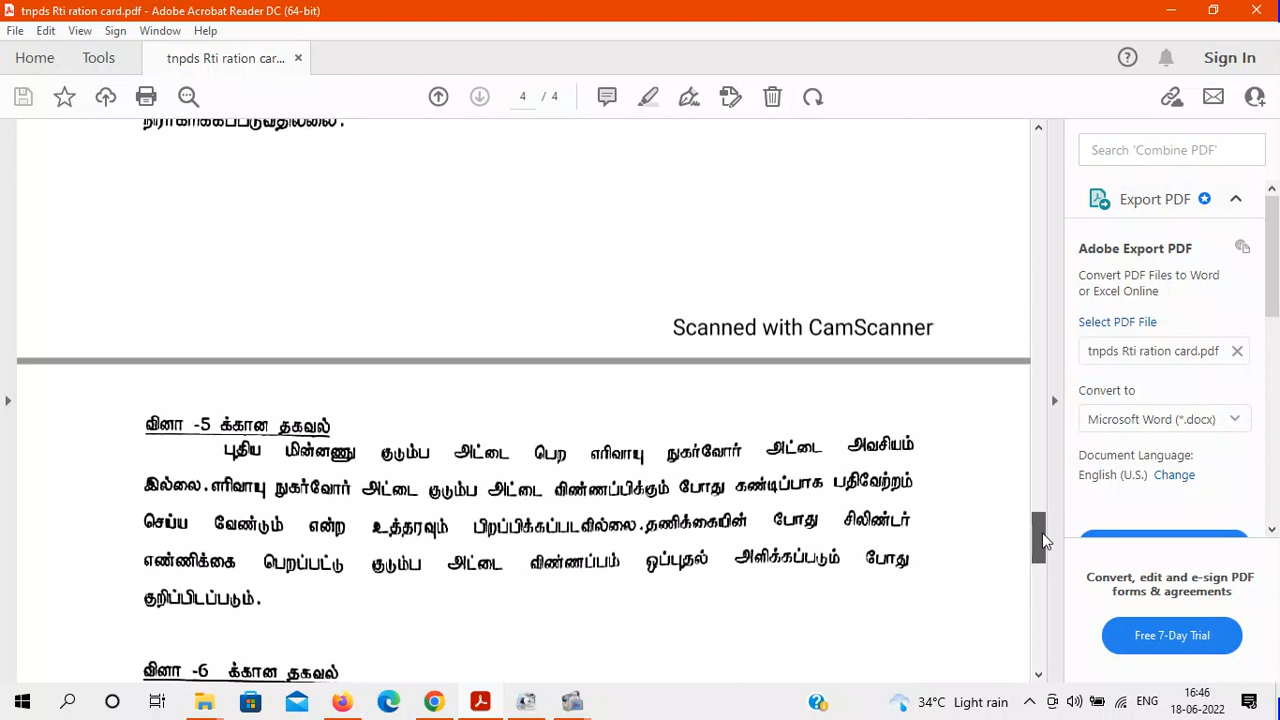 tnpds Rti ration card.pdf - Adobe Acrobat Reader DC (64-bit)
File Edit View Sign Window Help
Home Tools tnpds Rti ration car... × Sign In
4 / 4
நிராகரிக்கப்படுவதில்லை.
Scanned with CamScanner
வினா -5 க்கான தகவல்
புதிய மின்னணு குடும்ப அட்டை பெற எரிவாயு நுகர்வோர் அட்டை அவசியம்
இல்லை.எரிவாயு நுகர்வோர் அட்டை குடும்ப அட்டை விண்ணப்பிக்கும் போது கண்டிப்பாக பதிவேற்றம்
செய்ய வேண்டும் என்ற உத்தரவும் பிறப்பிக்கப்படவில்லை.தணிக்கையின் போது சிலிண்டர்
எண்ணிக்கை பெறப்பட்டு குடும்ப அட்டை விண்ணப்பம் ஒப்புதல் அளிக்கப்படும் போது
குறிப்பிடப்படும்.
வினா -6 க்கான தகவல்
Search 'Combine PDF'
Export PDF
Adobe Export PDF
Convert PDF Files to Word
or Excel Online
Select PDF File
tnpds Rti ration card.pdf ×
Convert to
Microsoft Word (*.docx)
Document Language:
English (U.S.) Change
Convert, edit and e-sign PDF
forms & agreements
Free 7-Day Trial
34°C Light rain ENG 16:46
18-06-2022